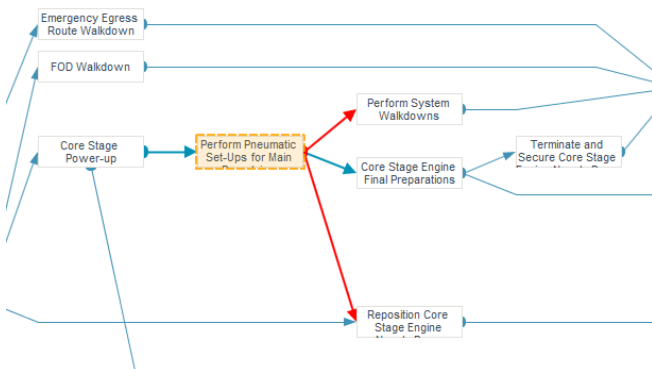 Emergency Egress
Route Walkdown
FOD Walkdown
Core Stage
Power-up
Perform Pneumatic
Set-Ups for Main
Perform System
Walkdowns
Core Stage Engine
Final Preparations
Terminate and
Secure Core Stage
Reposition Core
Stage Engine